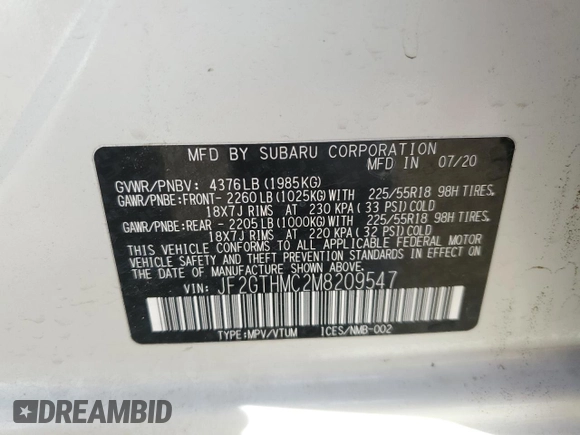 MFD BY SUBARU CORPORATION
MFD IN 07/20
GVWR/PNBV: 4376LB(1985KG)
GAWR/PNBE:FRONT- 2260LB(1025KG)WITH 225/55R18 98H TIRES,
18X7J RIMS AT 230 KPA(33 PSI)COLD
GAWR/PNBE:REAR - 2205LB(1000KG)WITH 225/55R18 98H TIRES,
18X7J RIMS AT 220 KPA(32 PSI)COLD
THIS VEHICLE CONFORMS TO ALL APPLICABLE FEDERAL MOTOR
VEHICLE SAFETY AND BUMPER STANDARDS IN EFFECT ON
THE DATE OF MANUFACTURE SHOWN ABOVE.
VIN: JF2GTHMC2M8209547
TYPE:MPV/VTUM ICES/NMB-002
DREAMBID